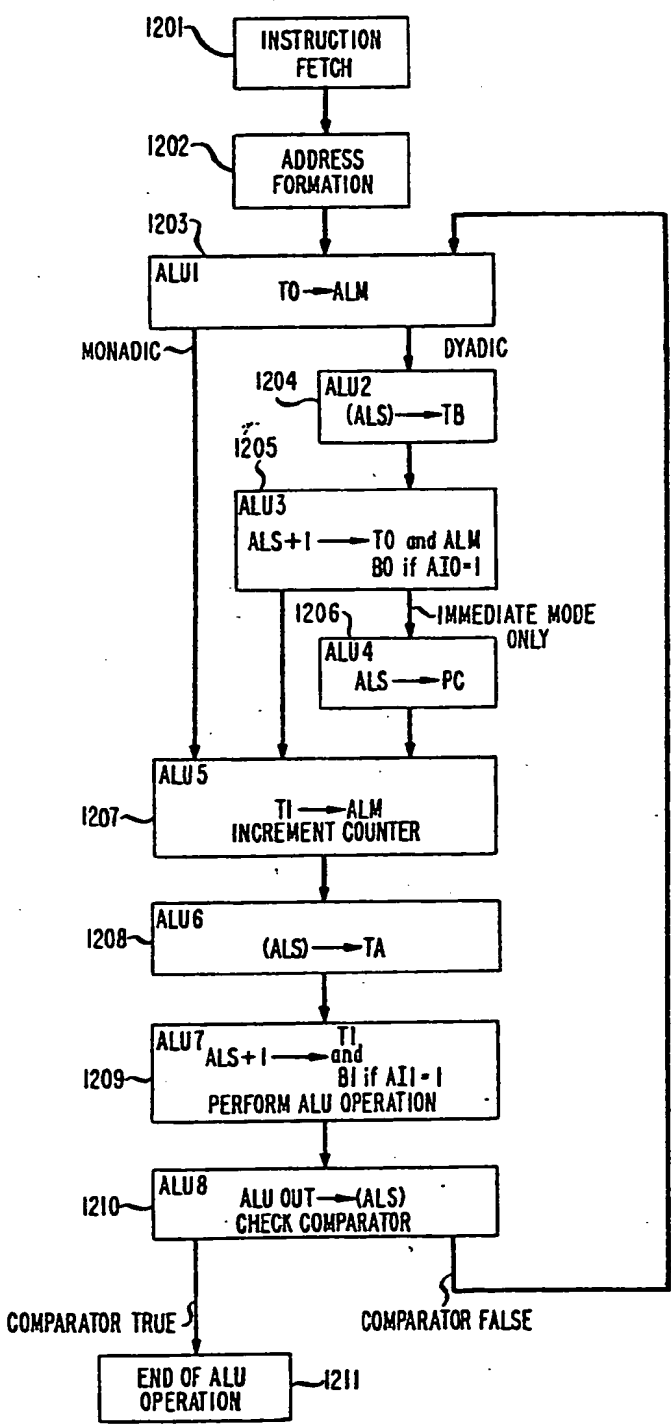 1201
INSTRUCTION
FETCH
1202
ADDRESS
FORMATION
1203
ALU1
T0 → ALM
MONADIC
DYADIC
1204
ALU2
(ALS) → TB
1205
ALU3
ALS+1 → T0 and ALM
B0 if AI0=1
1206
IMMEDIATE MODE
ONLY
ALU4
ALS → PC
ALU5
1207
T1 → ALM
INCREMENT COUNTER
ALU6
1208
(ALS) → TA
ALU7
ALS+1 → T1,
and
B1 if AI1=1
1209
PERFORM ALU OPERATION
ALU8
1210
ALU OUT → (ALS)
CHECK COMPARATOR
COMPARATOR TRUE
COMPARATOR FALSE
END OF ALU
OPERATION
1211